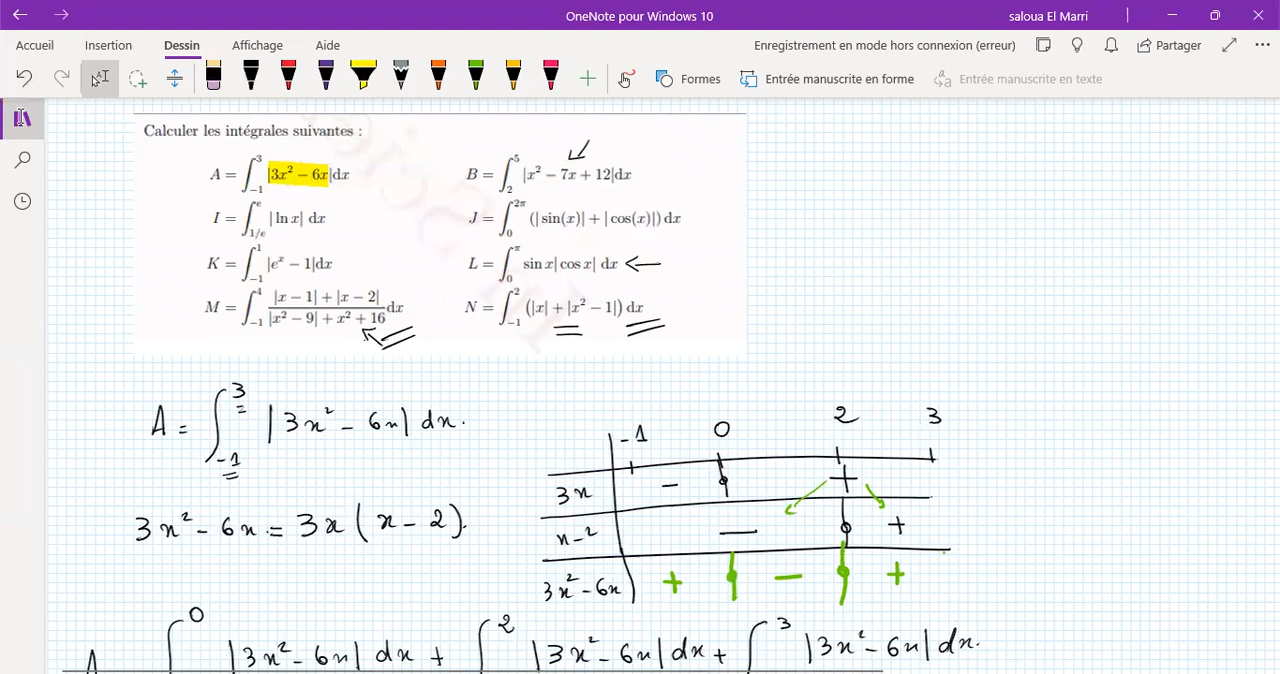 OneNote pour Windows 10
saloua El Marri
Accueil Insertion Dessin Affichage Aide
Enregistrement en mode hors connexion (erreur) Partager
Formes Entrée manuscrite en forme Entrée manuscrite en texte
Calculer les intégrales suivantes :
A = ∫_{-1}^{3} |3x² − 6x|dx B = ∫_{2}^{5} |x² − 7x + 12|dx
I = ∫_{1/e}^{e} | ln x| dx J = ∫_{0}^{2π} (| sin(x)| + | cos(x)|) dx
K = ∫_{-1}^{1} |e^x − 1|dx L = ∫_{0}^{π} sin x| cos x| dx
M = ∫_{-1}^{4} (|x − 1| + |x − 2|)/(|x² − 9| + x² + 16) dx N = ∫_{-1}^{2} (|x| + |x² − 1|) dx
A = ∫_{-1}^{3} |3x² − 6x| dx.
3x² − 6x = 3x (x − 2).
-1 0 2 3
3x − +
x−2 − +
3x² − 6x + − +
A ∫^{0} |3x² − 6x| dx + ∫^{2} |3x² − 6x| dx + ∫^{3} |3x² − 6x| dx.